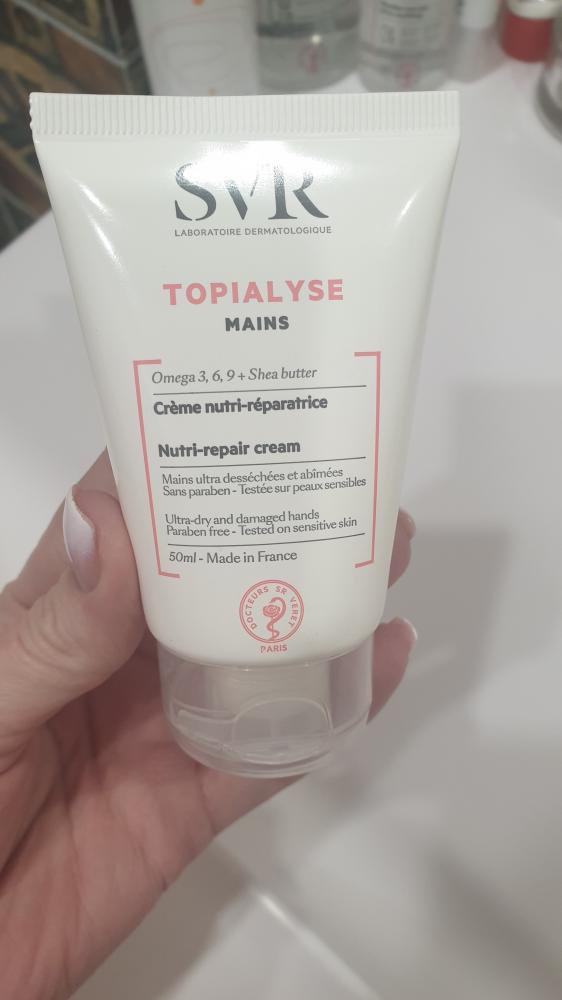 SVR
LABORATOIRE DERMATOLOGIQUE
TOPIALYSE
MAINS
Omega 3, 6, 9 + Shea butter
Crème nutri-réparatrice
Nutri-repair cream
Mains ultra desséchées et abîmées
Sans paraben - Testée sur peaux sensibles
Ultra-dry and damaged hands
Paraben free - Tested on sensitive skin
50ml - Made in France
DOCTEURS SR VERET
PARIS